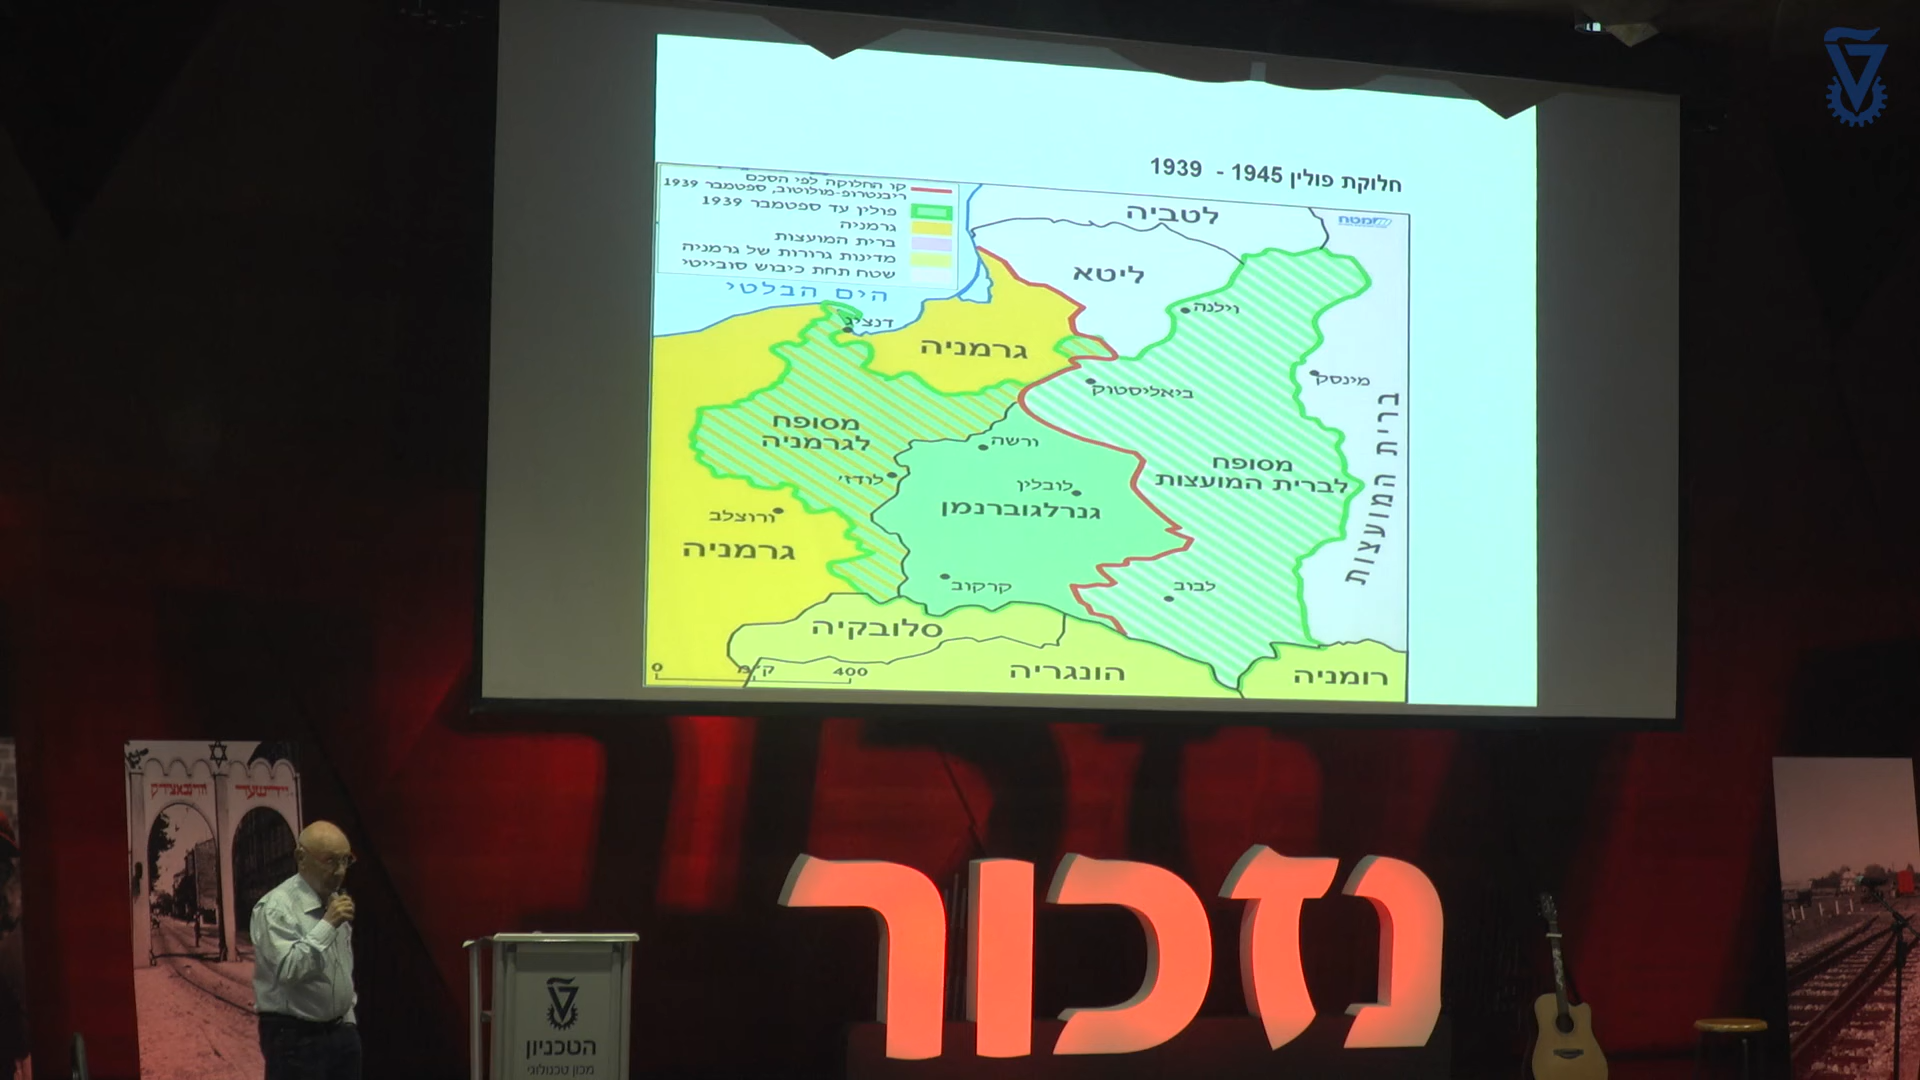 חלוקת פולין 1945 - 1939
קו החלוקה לפי הסכם
ריבנטרופ-מולוטוב, ספטמבר 1939
פולין עד ספטמבר 1939
גרמניה
ברית המועצות
מדינות גרורות של גרמניה
שטח תחת כיבוש סובייטי
מטח
לטביה
ליטא
הים הבלטי
וילנה
דנציג
גרמניה
מינסק
ביאליסטוק
ברית המועצות
מסופח
לגרמניה
ורשה
מסופח
לברית המועצות
לודז'
לובלין
גנרלגוברנמן
ורוצלב
גרמניה
קרקוב
לבוב
סלובקיה
הונגריה
רומניה
0 ק"מ 400
נזכור
הטכניון
מכון טכנולוגי